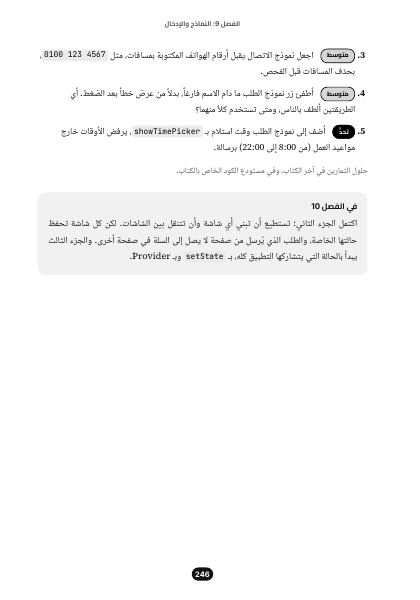 الفصل 9: النماذج والإدخال
3. متوسط اجعل نموذج الاتصال يقبل أرقام الهواتف المكتوبة بمسافات، مثل 0100 123 4567،
بحذف المسافات قبل الفحص.
4. متوسط أطفئ زر نموذج الطلب ما دام الاسم فارغاً، بدلاً من عرض خطأ بعد الضغط. أي
الطريقتين ألطف بالناس، ومتى تستخدم كلاً منهما؟
5. تحدٍّ أضف إلى نموذج الطلب وقت استلام بـ showTimePicker، يرفض الأوقات خارج
مواعيد العمل (من 8:00 إلى 22:00) برسالة.
حلول التمارين في آخر الكتاب، وفي مستودع الكود الخاص بالكتاب.
في الفصل 10
اكتمل الجزء الثاني: تستطيع أن تبني أي شاشة وأن تتنقل بين الشاشات. لكن كل شاشة تحفظ
حالتها الخاصة، والطلب الذي يُرسل من صفحة لا يصل إلى السلة في صفحة أخرى. والجزء الثالث
يبدأ بالحالة التي يتشاركها التطبيق كله، بـ setState وبـ Provider.
246